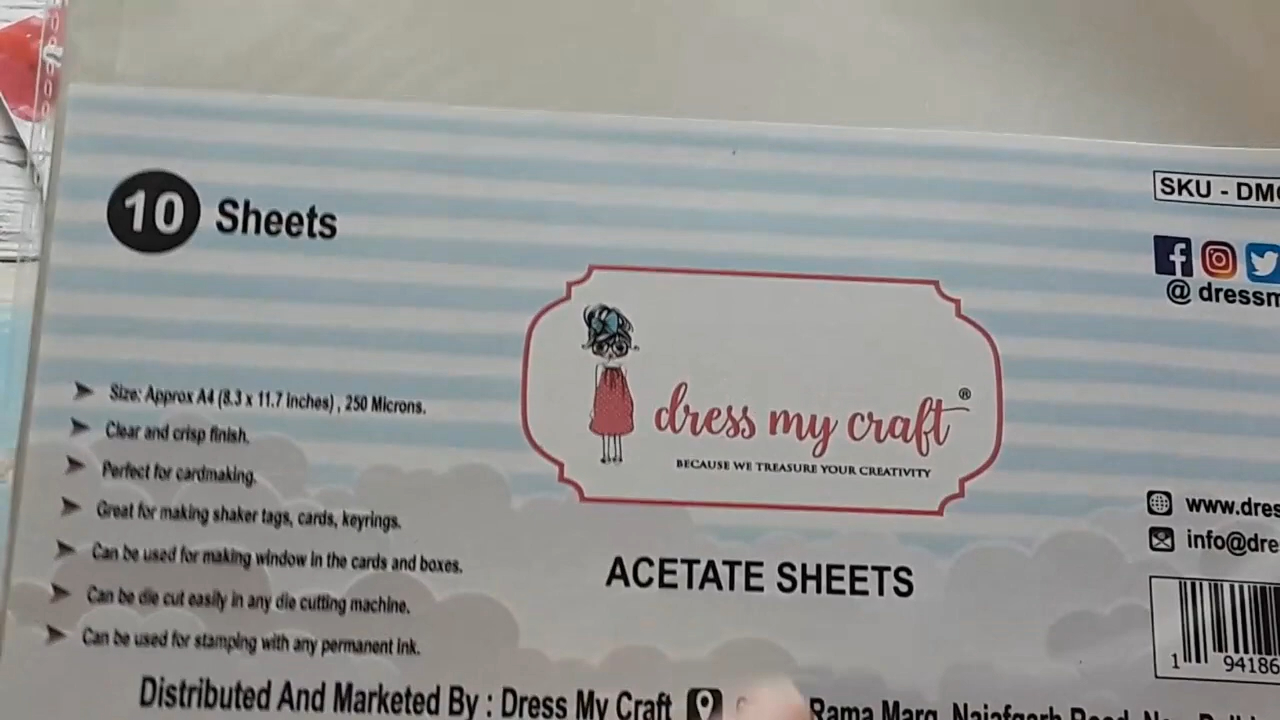 10 Sheets
SKU - DMC
@ dressm
➤ Size: Approx A4 (8.3 x 11.7 inches) , 250 Microns.
➤ Clear and crisp finish.
➤ Perfect for cardmaking.
➤ Great for making shaker tags, cards, keyrings.
➤ Can be used for making window in the cards and boxes.
➤ Can be die cut easily in any die cutting machine.
➤ Can be used for stamping with any permanent ink.
dress my craft®
BECAUSE WE TREASURE YOUR CREATIVITY
ACETATE SHEETS
www.dres
info@dre
1 94186
Distributed And Marketed By : Dress My Craft Rama Marg, Najafgarh Road,